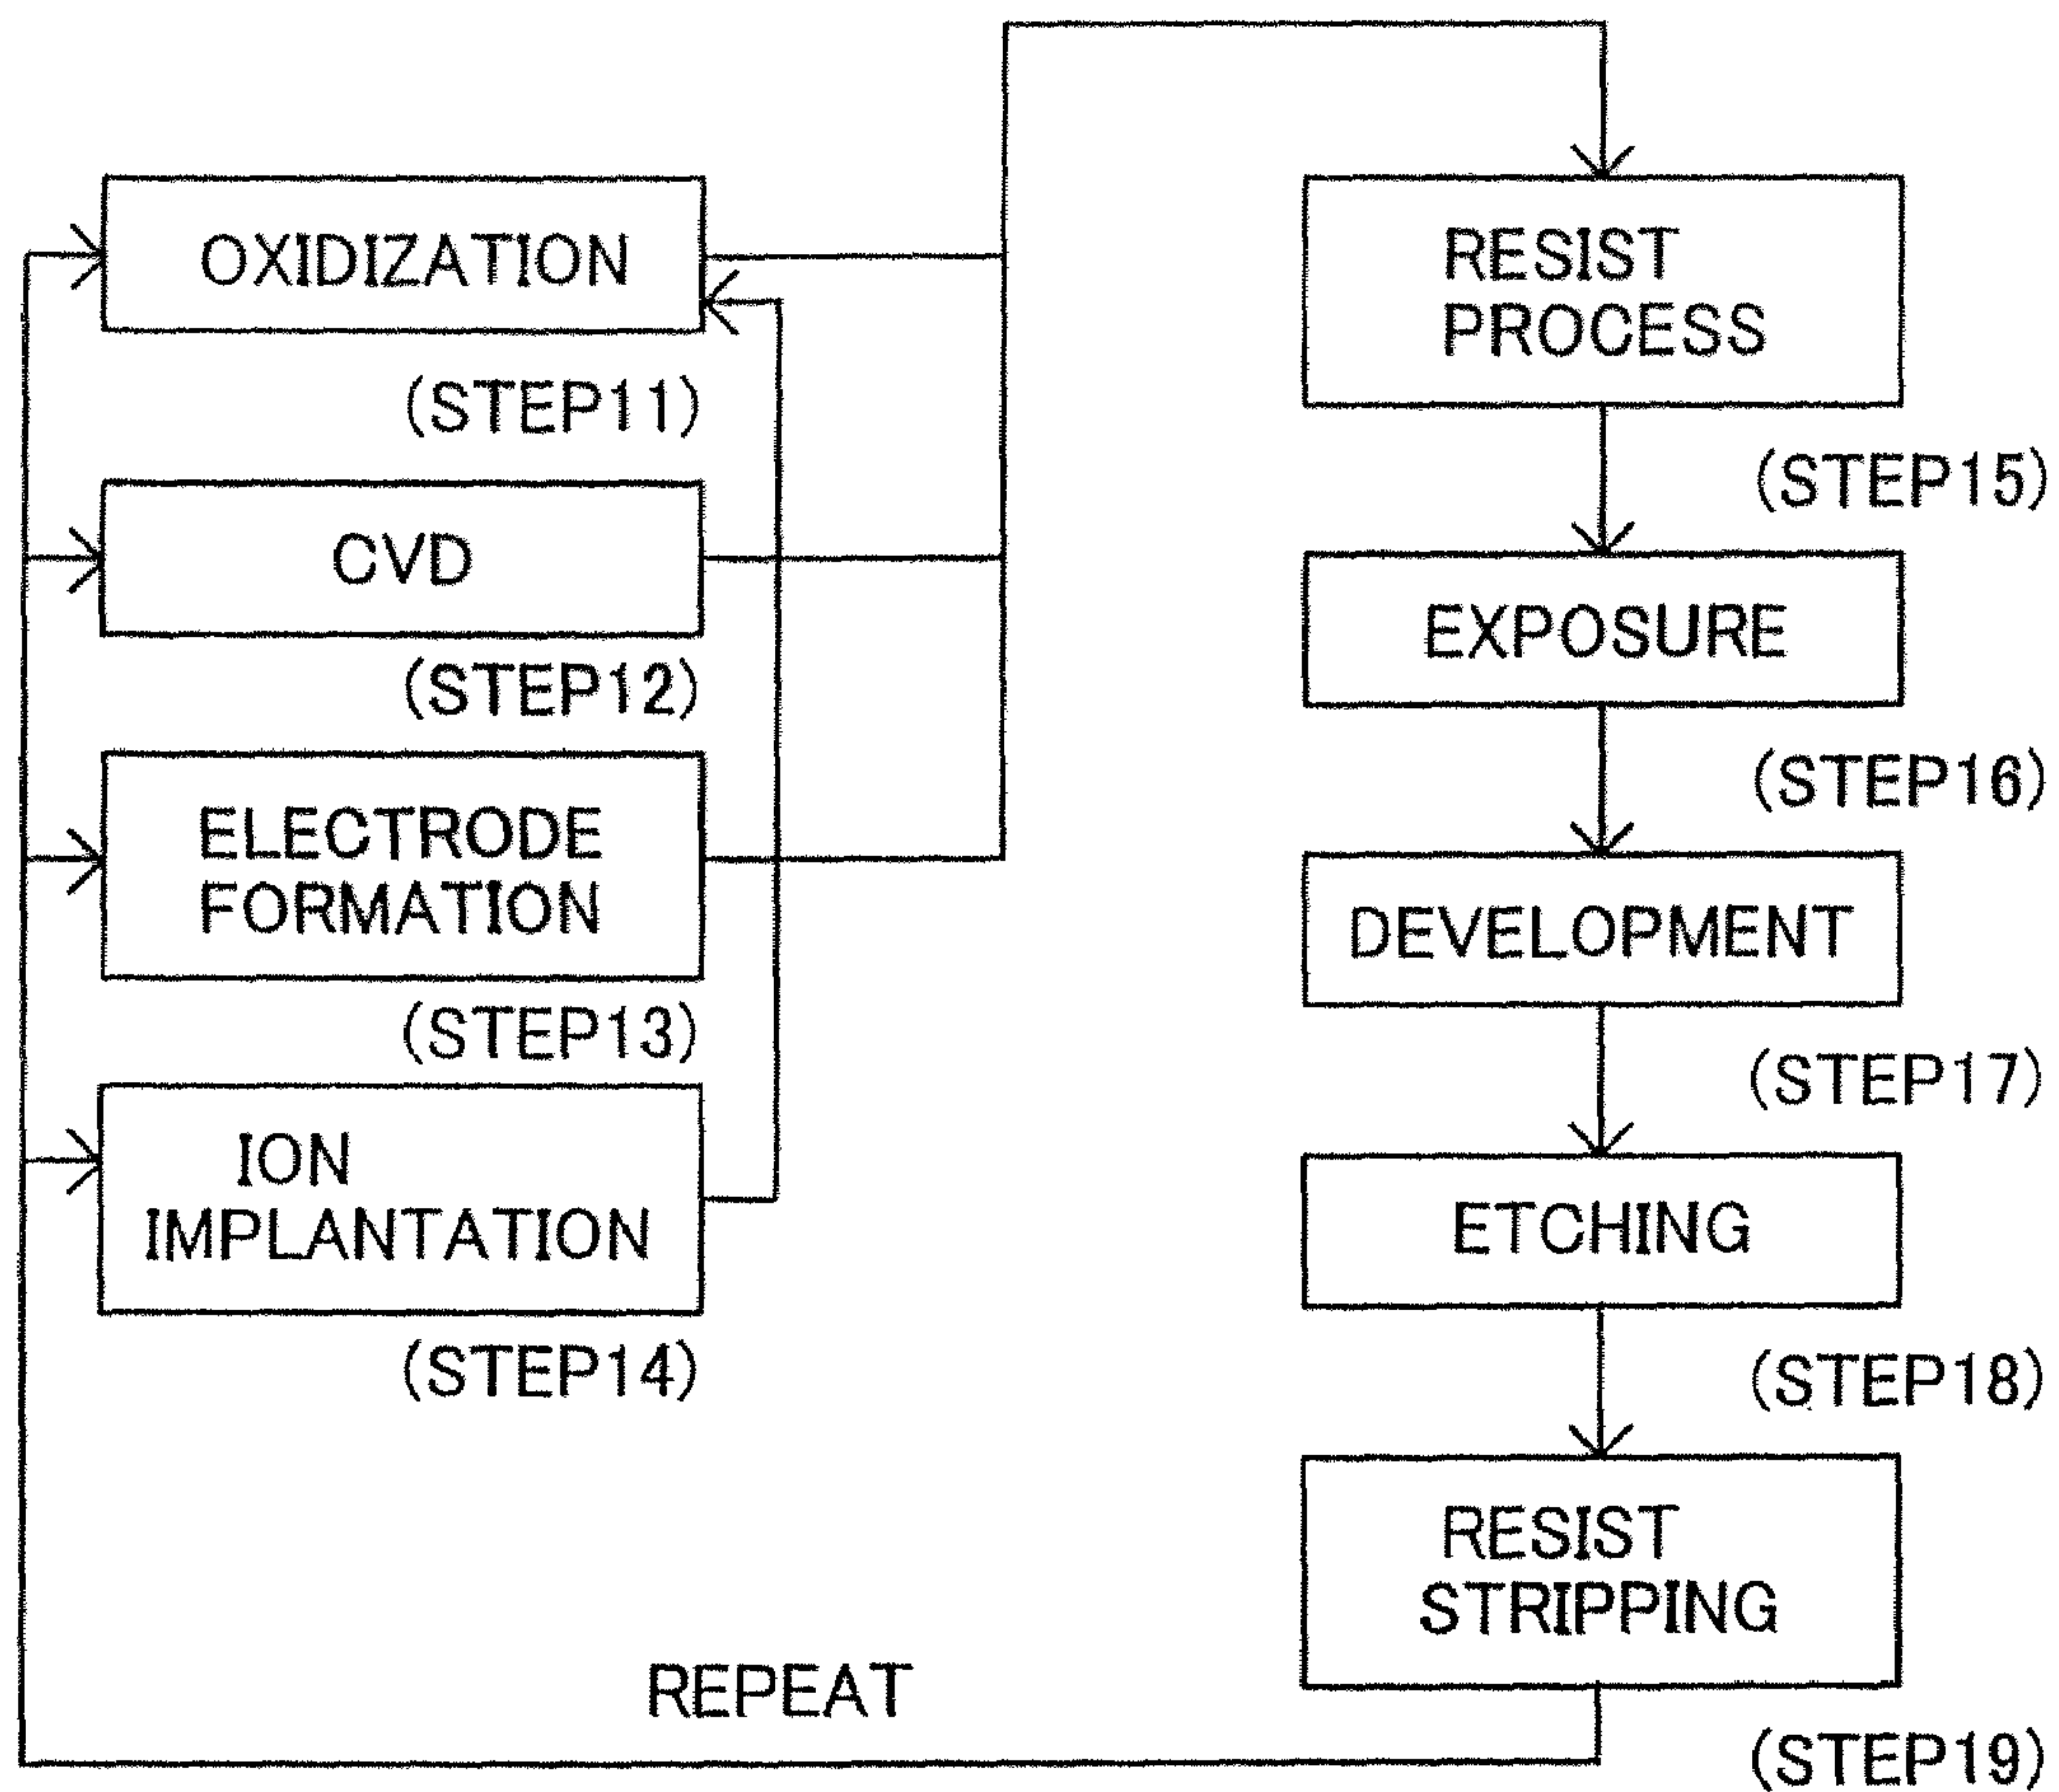 OXIDIZATION
(STEP11)
CVD
(STEP12)
ELECTRODE
FORMATION
(STEP13)
ION
IMPLANTATION
(STEP14)
RESIST
PROCESS
(STEP15)
EXPOSURE
(STEP16)
DEVELOPMENT
(STEP17)
ETCHING
(STEP18)
RESIST
STRIPPING
(STEP19)
REPEAT